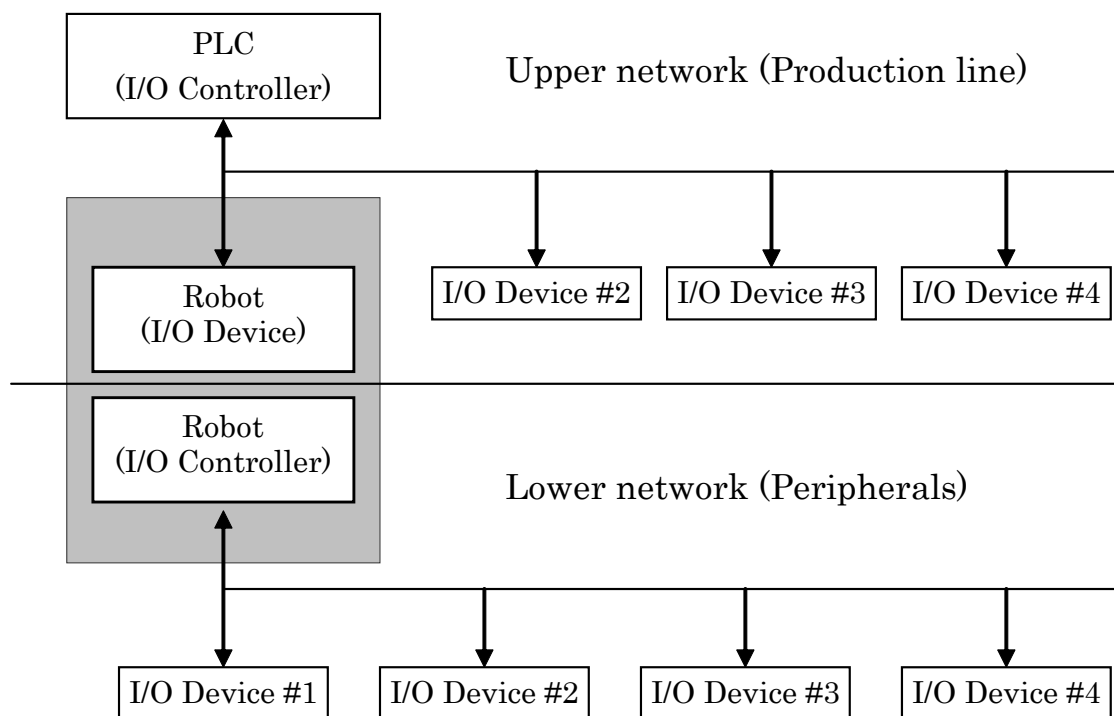 PLC
(I/O Controller)
Upper network (Production line)
Robot
(I/O Device)
I/O Device #2
I/O Device #3
I/O Device #4
Robot
(I/O Controller)
Lower network (Peripherals)
I/O Device #1
I/O Device #2
I/O Device #3
I/O Device #4